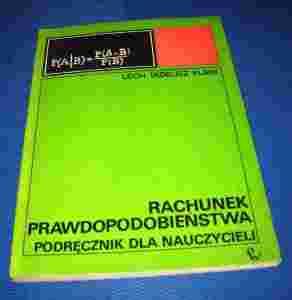 P(A|B) = P(A·B)
P(B)
LECH TADEUSZ KUBIK
RACHUNEK
PRAWDOPODOBIEŃSTWA
PODRĘCZNIK DLA NAUCZYCIELI